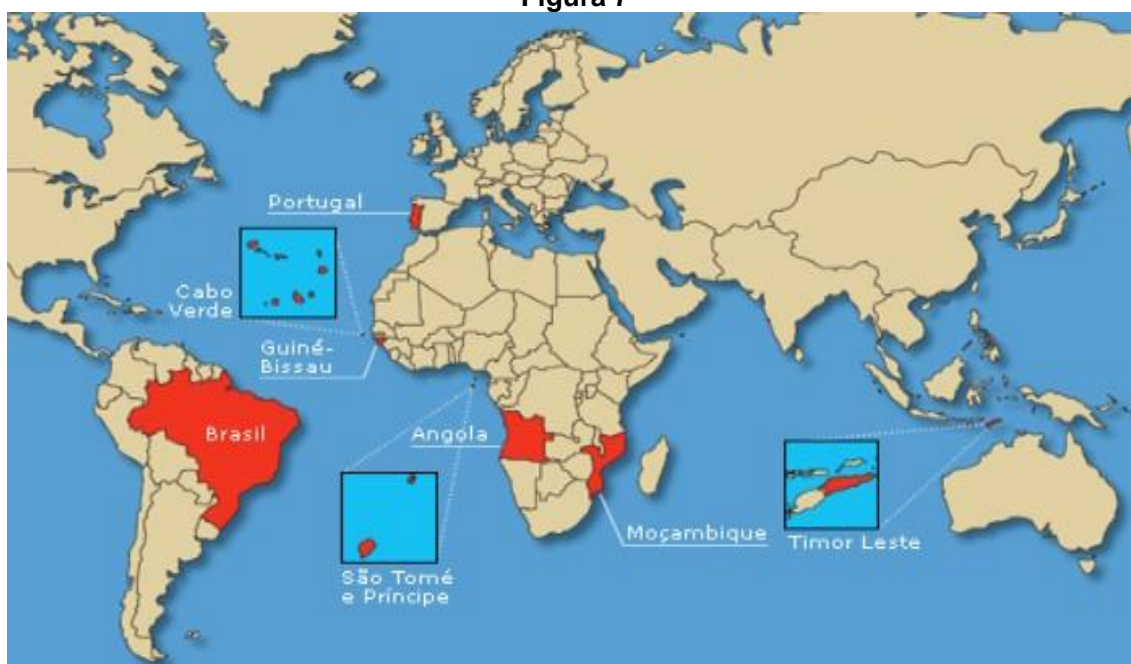 Figura 7
Portugal
Cabo
Verde
Guiné-
Bissau
Brasil
Angola
Moçambique
Timor Leste
São Tomé
e Príncipe